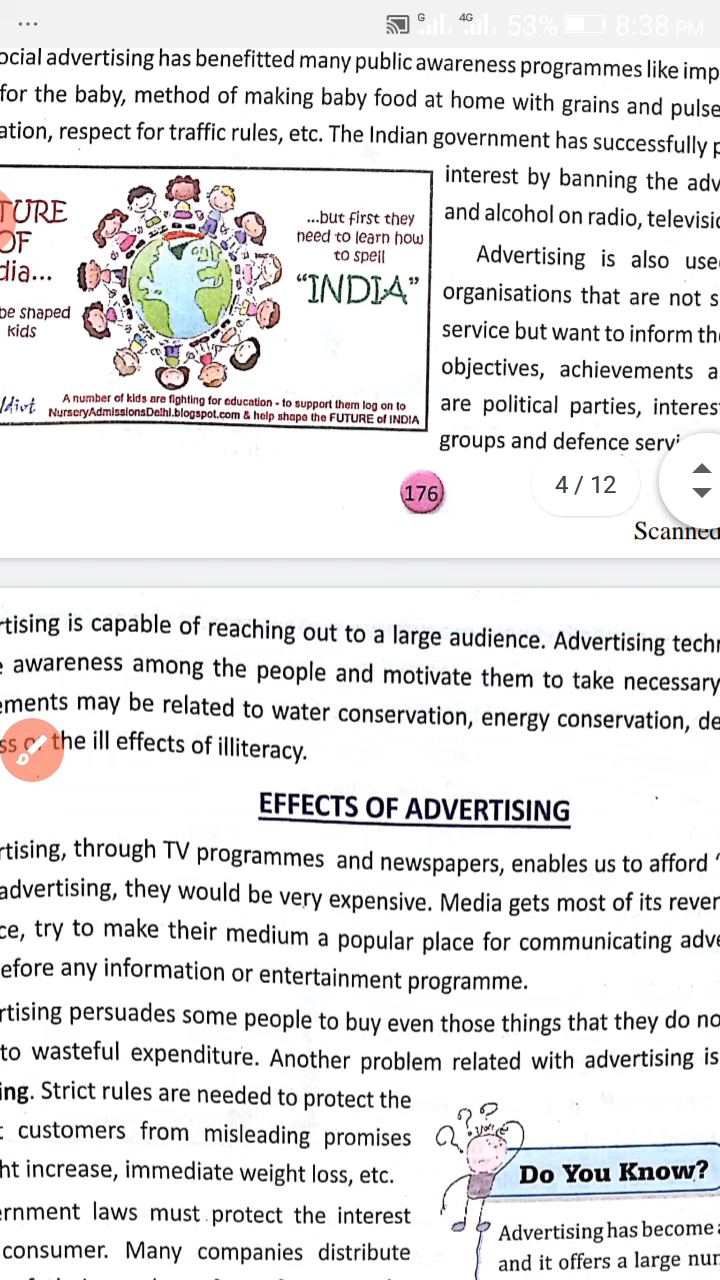 G 4G 53% 8:38 PM
ocial advertising has benefitted many public awareness programmes like imp
for the baby, method of making baby food at home with grains and pulse
ation, respect for traffic rules, etc. The Indian government has successfully p
interest by banning the adv
and alcohol on radio, televisio
Advertising is also use
organisations that are not s
service but want to inform the
objectives, achievements a
are political parties, interest
groups and defence servi
TURE
OF
dia...
be shaped
kids
...but first they
need to learn how
to spell
“INDIA”
Idiot
A number of kids are fighting for education - to support them log on to
NurseryAdmissionsDelhi.blogspot.com & help shape the FUTURE of INDIA
176
4 / 12
Scanned
rtising is capable of reaching out to a large audience. Advertising techn
e awareness among the people and motivate them to take necessary
ements may be related to water conservation, energy conservation, de
ss the ill effects of illiteracy.
EFFECTS OF ADVERTISING
rtising, through TV programmes and newspapers, enables us to afford ‘
advertising, they would be very expensive. Media gets most of its rever
ce, try to make their medium a popular place for communicating adve
efore any information or entertainment programme.
rtising persuades some people to buy even those things that they do no
to wasteful expenditure. Another problem related with advertising is
ing. Strict rules are needed to protect the
t customers from misleading promises
ht increase, immediate weight loss, etc.
ernment laws must protect the interest
consumer. Many companies distribute
? ? ?
Do You Know?
Advertising has become a
and it offers a large nur